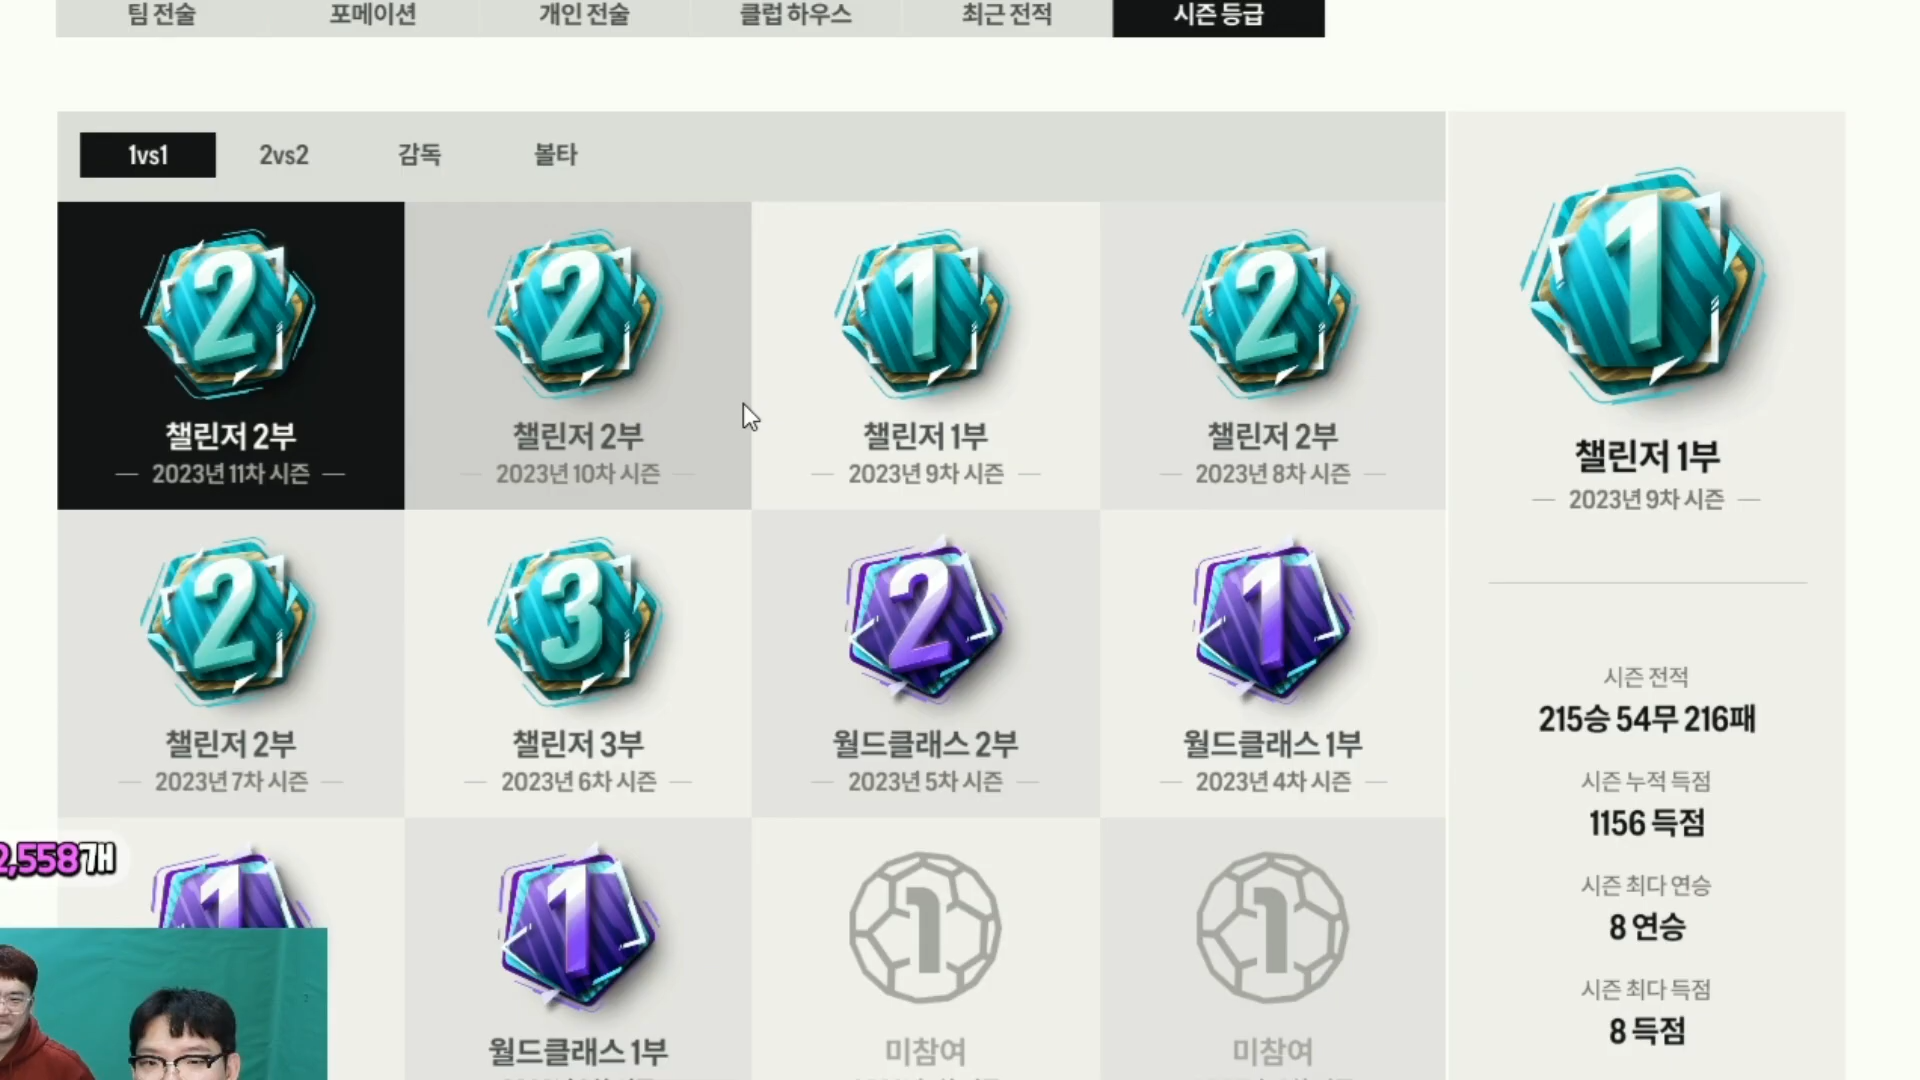 팀 전술
포메이션
개인 전술
클럽 하우스
최근 전적
시즌 등급
1vs1
2vs2
감독
볼타
2
챌린저 2부
2023년 11차 시즌
2
챌린저 2부
2023년 10차 시즌
1
챌린저 1부
2023년 9차 시즌
2
챌린저 2부
2023년 8차 시즌
2
챌린저 2부
2023년 7차 시즌
3
챌린저 3부
2023년 6차 시즌
2
월드클래스 2부
2023년 5차 시즌
1
월드클래스 1부
2023년 4차 시즌
1
1
월드클래스 1부
1
미참여
1
미참여
1
챌린저 1부
2023년 9차 시즌
시즌 전적
215승 54무 216패
시즌 누적 득점
1156 득점
시즌 최다 연승
8 연승
시즌 최다 득점
8 득점
2,558개